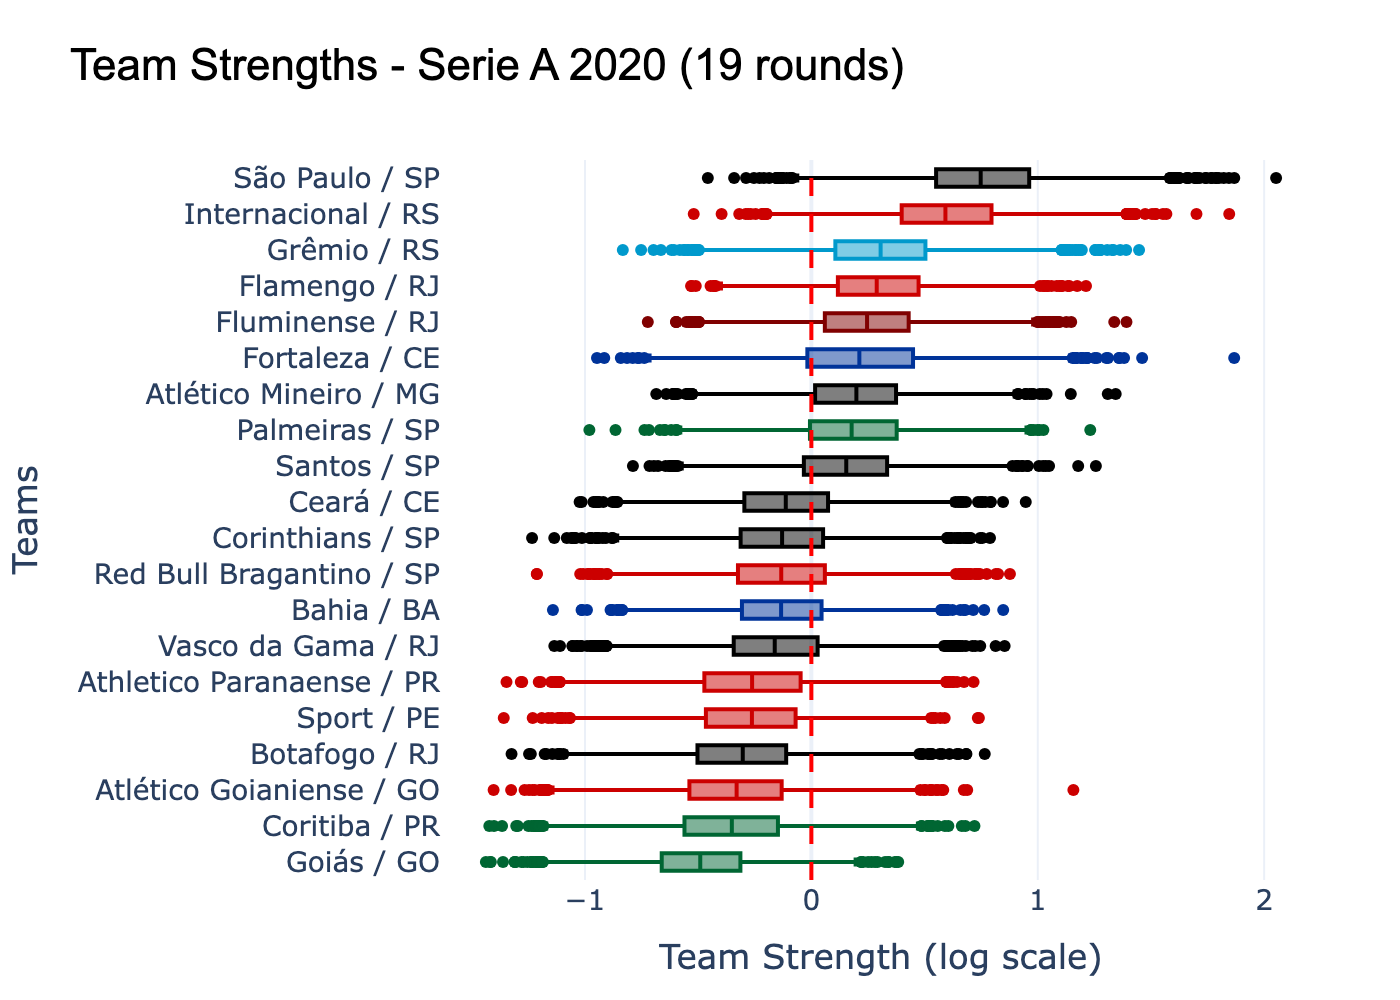 Team Strengths - Serie A 2020 (19 rounds)
São Paulo / SP
Internacional / RS
Grêmio / RS
Flamengo / RJ
Fluminense / RJ
Fortaleza / CE
Atlético Mineiro / MG
Palmeiras / SP
Santos / SP
Ceará / CE
Corinthians / SP
Red Bull Bragantino / SP
Bahia / BA
Vasco da Gama / RJ
Athletico Paranaense / PR
Sport / PE
Botafogo / RJ
Atlético Goianiense / GO
Coritiba / PR
Goiás / GO
Teams
−1 0 1 2
Team Strength (log scale)